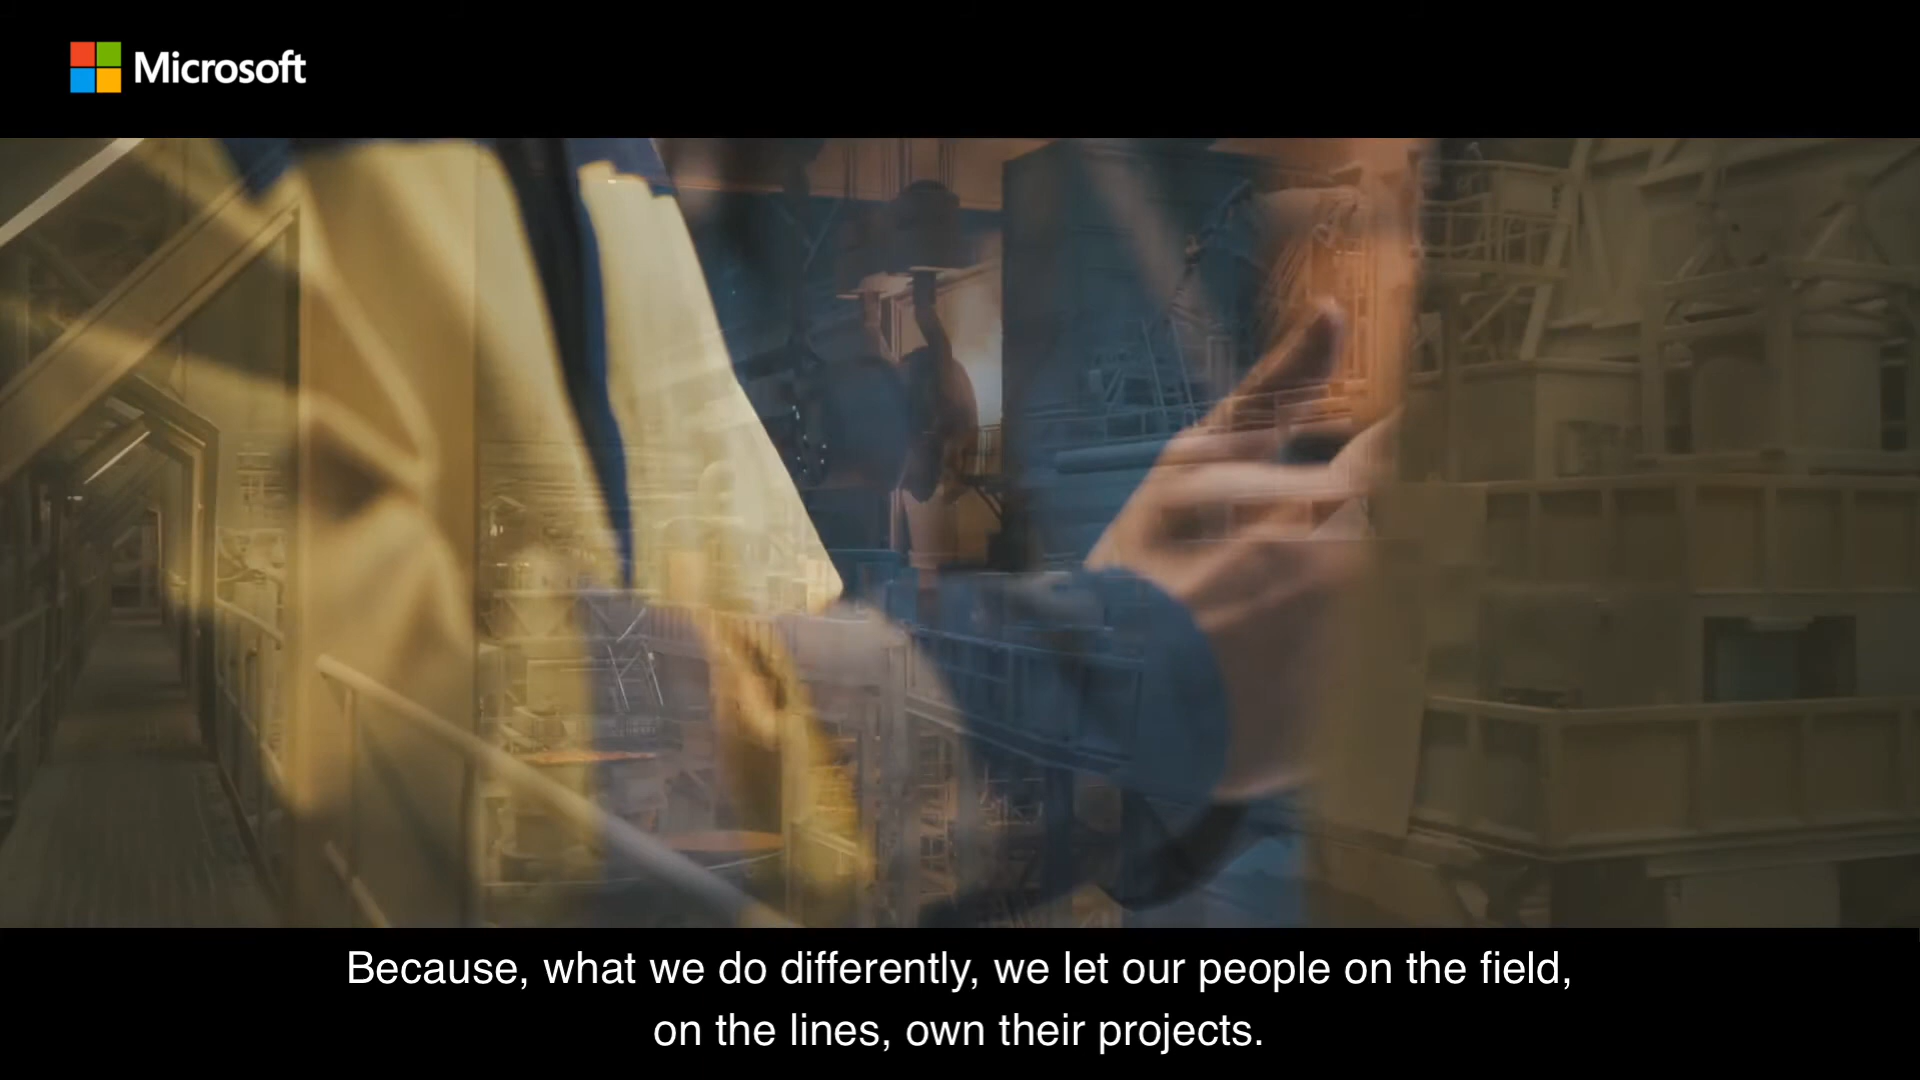 Microsoft
Because, what we do differently, we let our people on the field,
on the lines, own their projects.